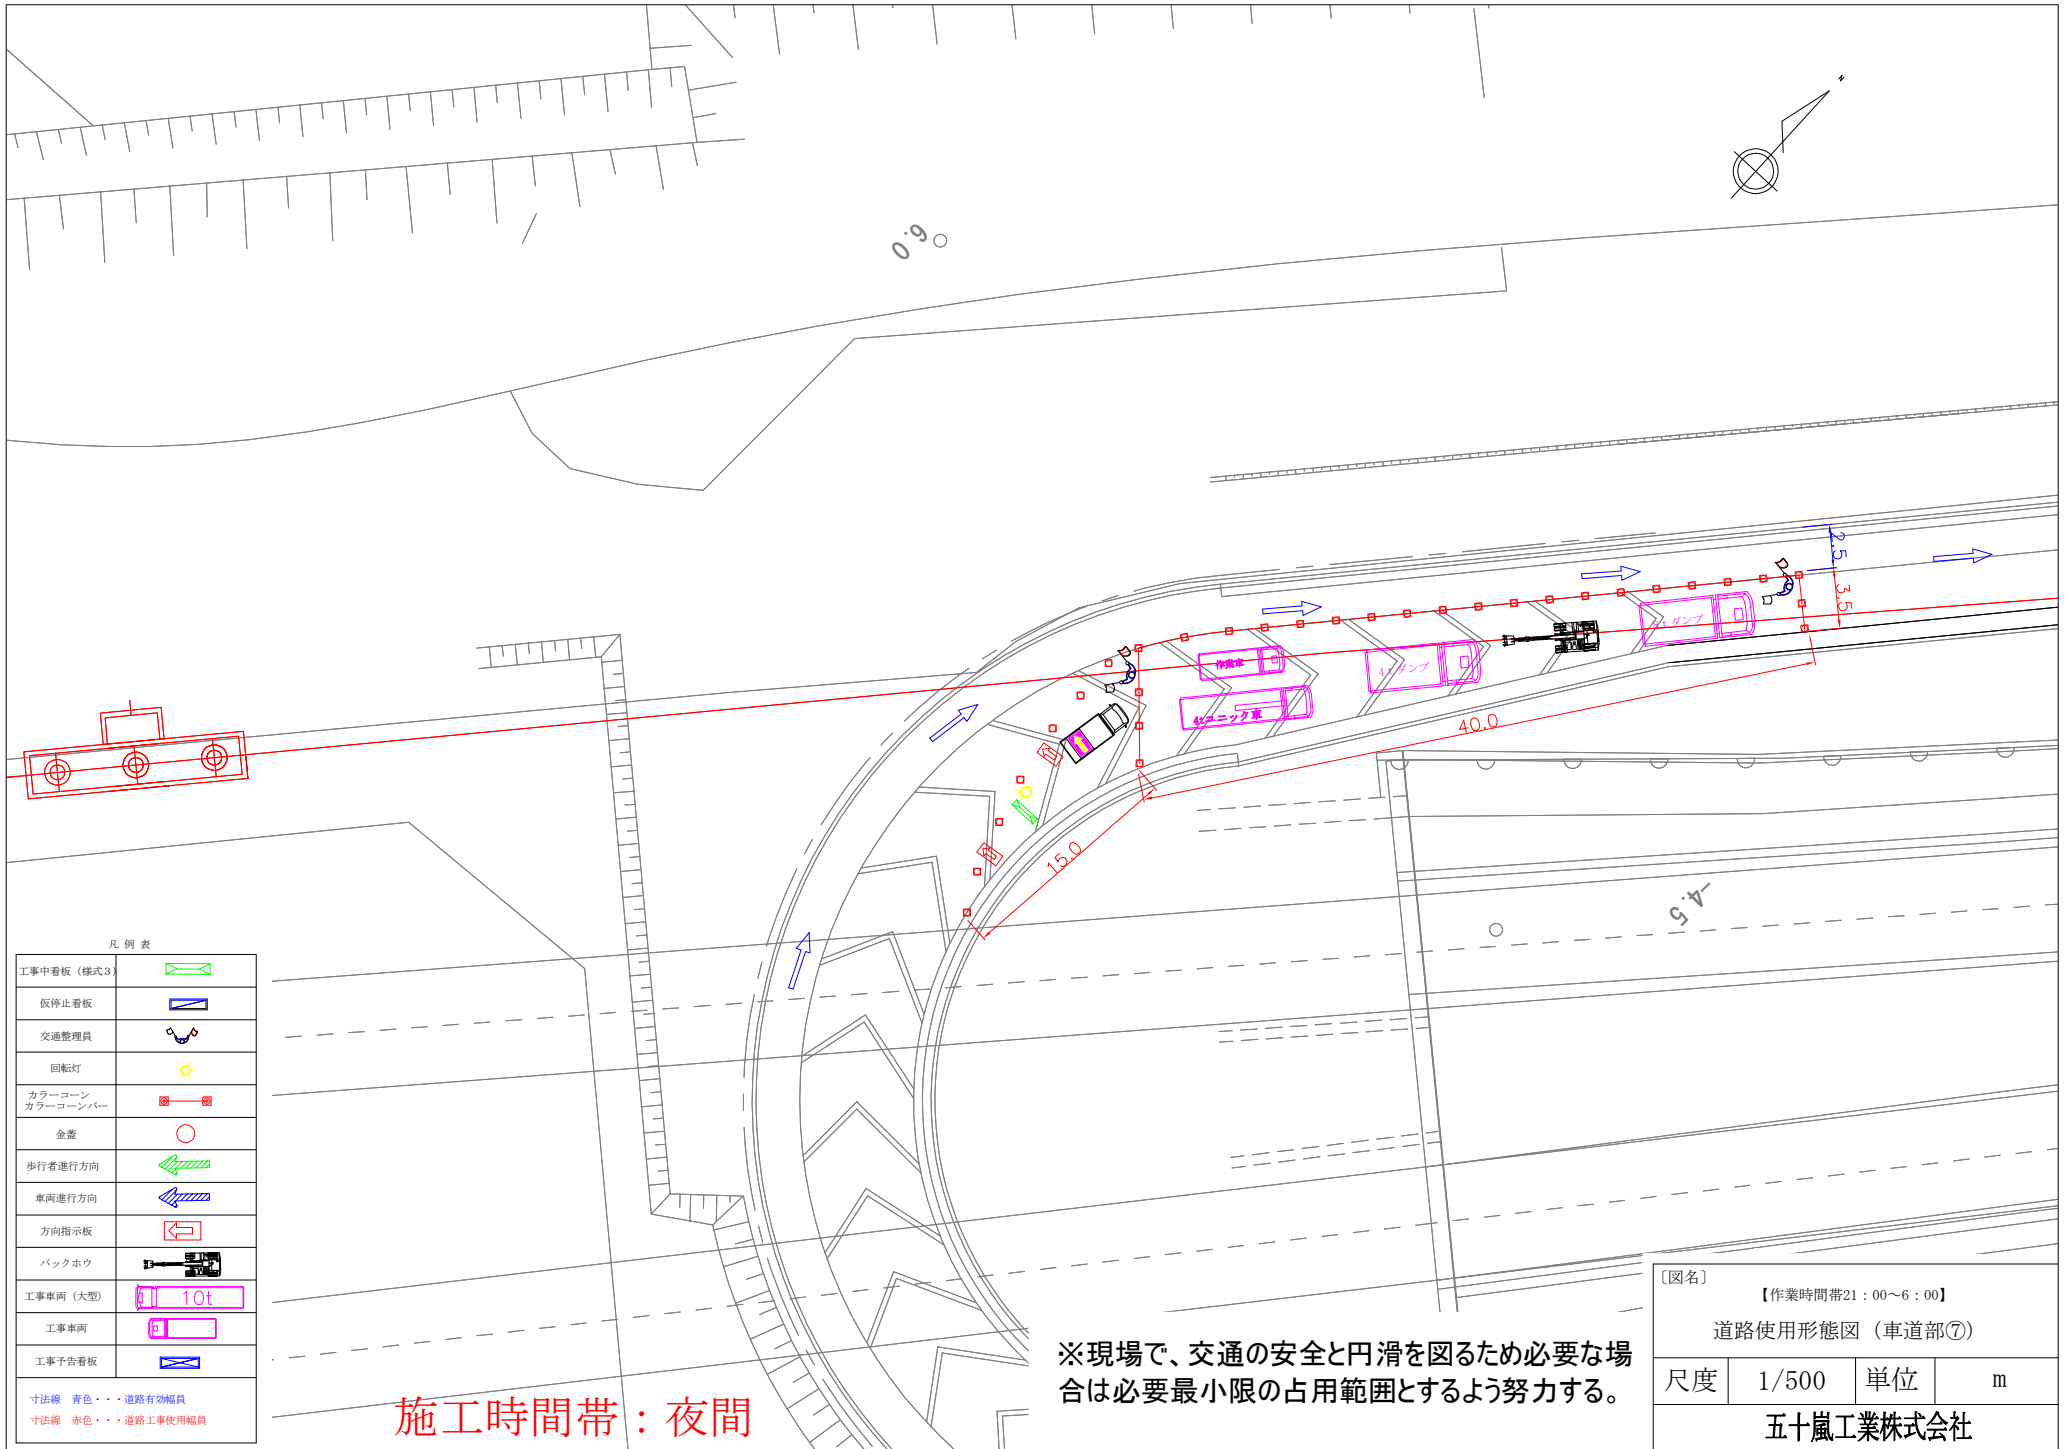 N
6.0
2.5
3.5
作業車
4tユニック車
4tダンプ
4tダンプ
40.0
15.0
-4.5
凡 例 表
工事中看板（様式3）
仮停止看板
交通整理員
回転灯
カラーコーン
カラーコーンバー
金蓋
歩行者進行方向
車両進行方向
方向指示板
バックホウ
工事車両（大型）
10t
工事車両
工事予告看板
寸法線　青色・・・道路有効幅員
寸法線　赤色・・・道路工事使用幅員
施工時間帯：夜間
※現場で、交通の安全と円滑を図るため必要な場
合は必要最小限の占用範囲とするよう努力する。
〔図名〕
【作業時間帯21：00～6：00】
道路使用形態図（車道部⑦）
尺度　1/500　単位　m
五十嵐工業株式会社